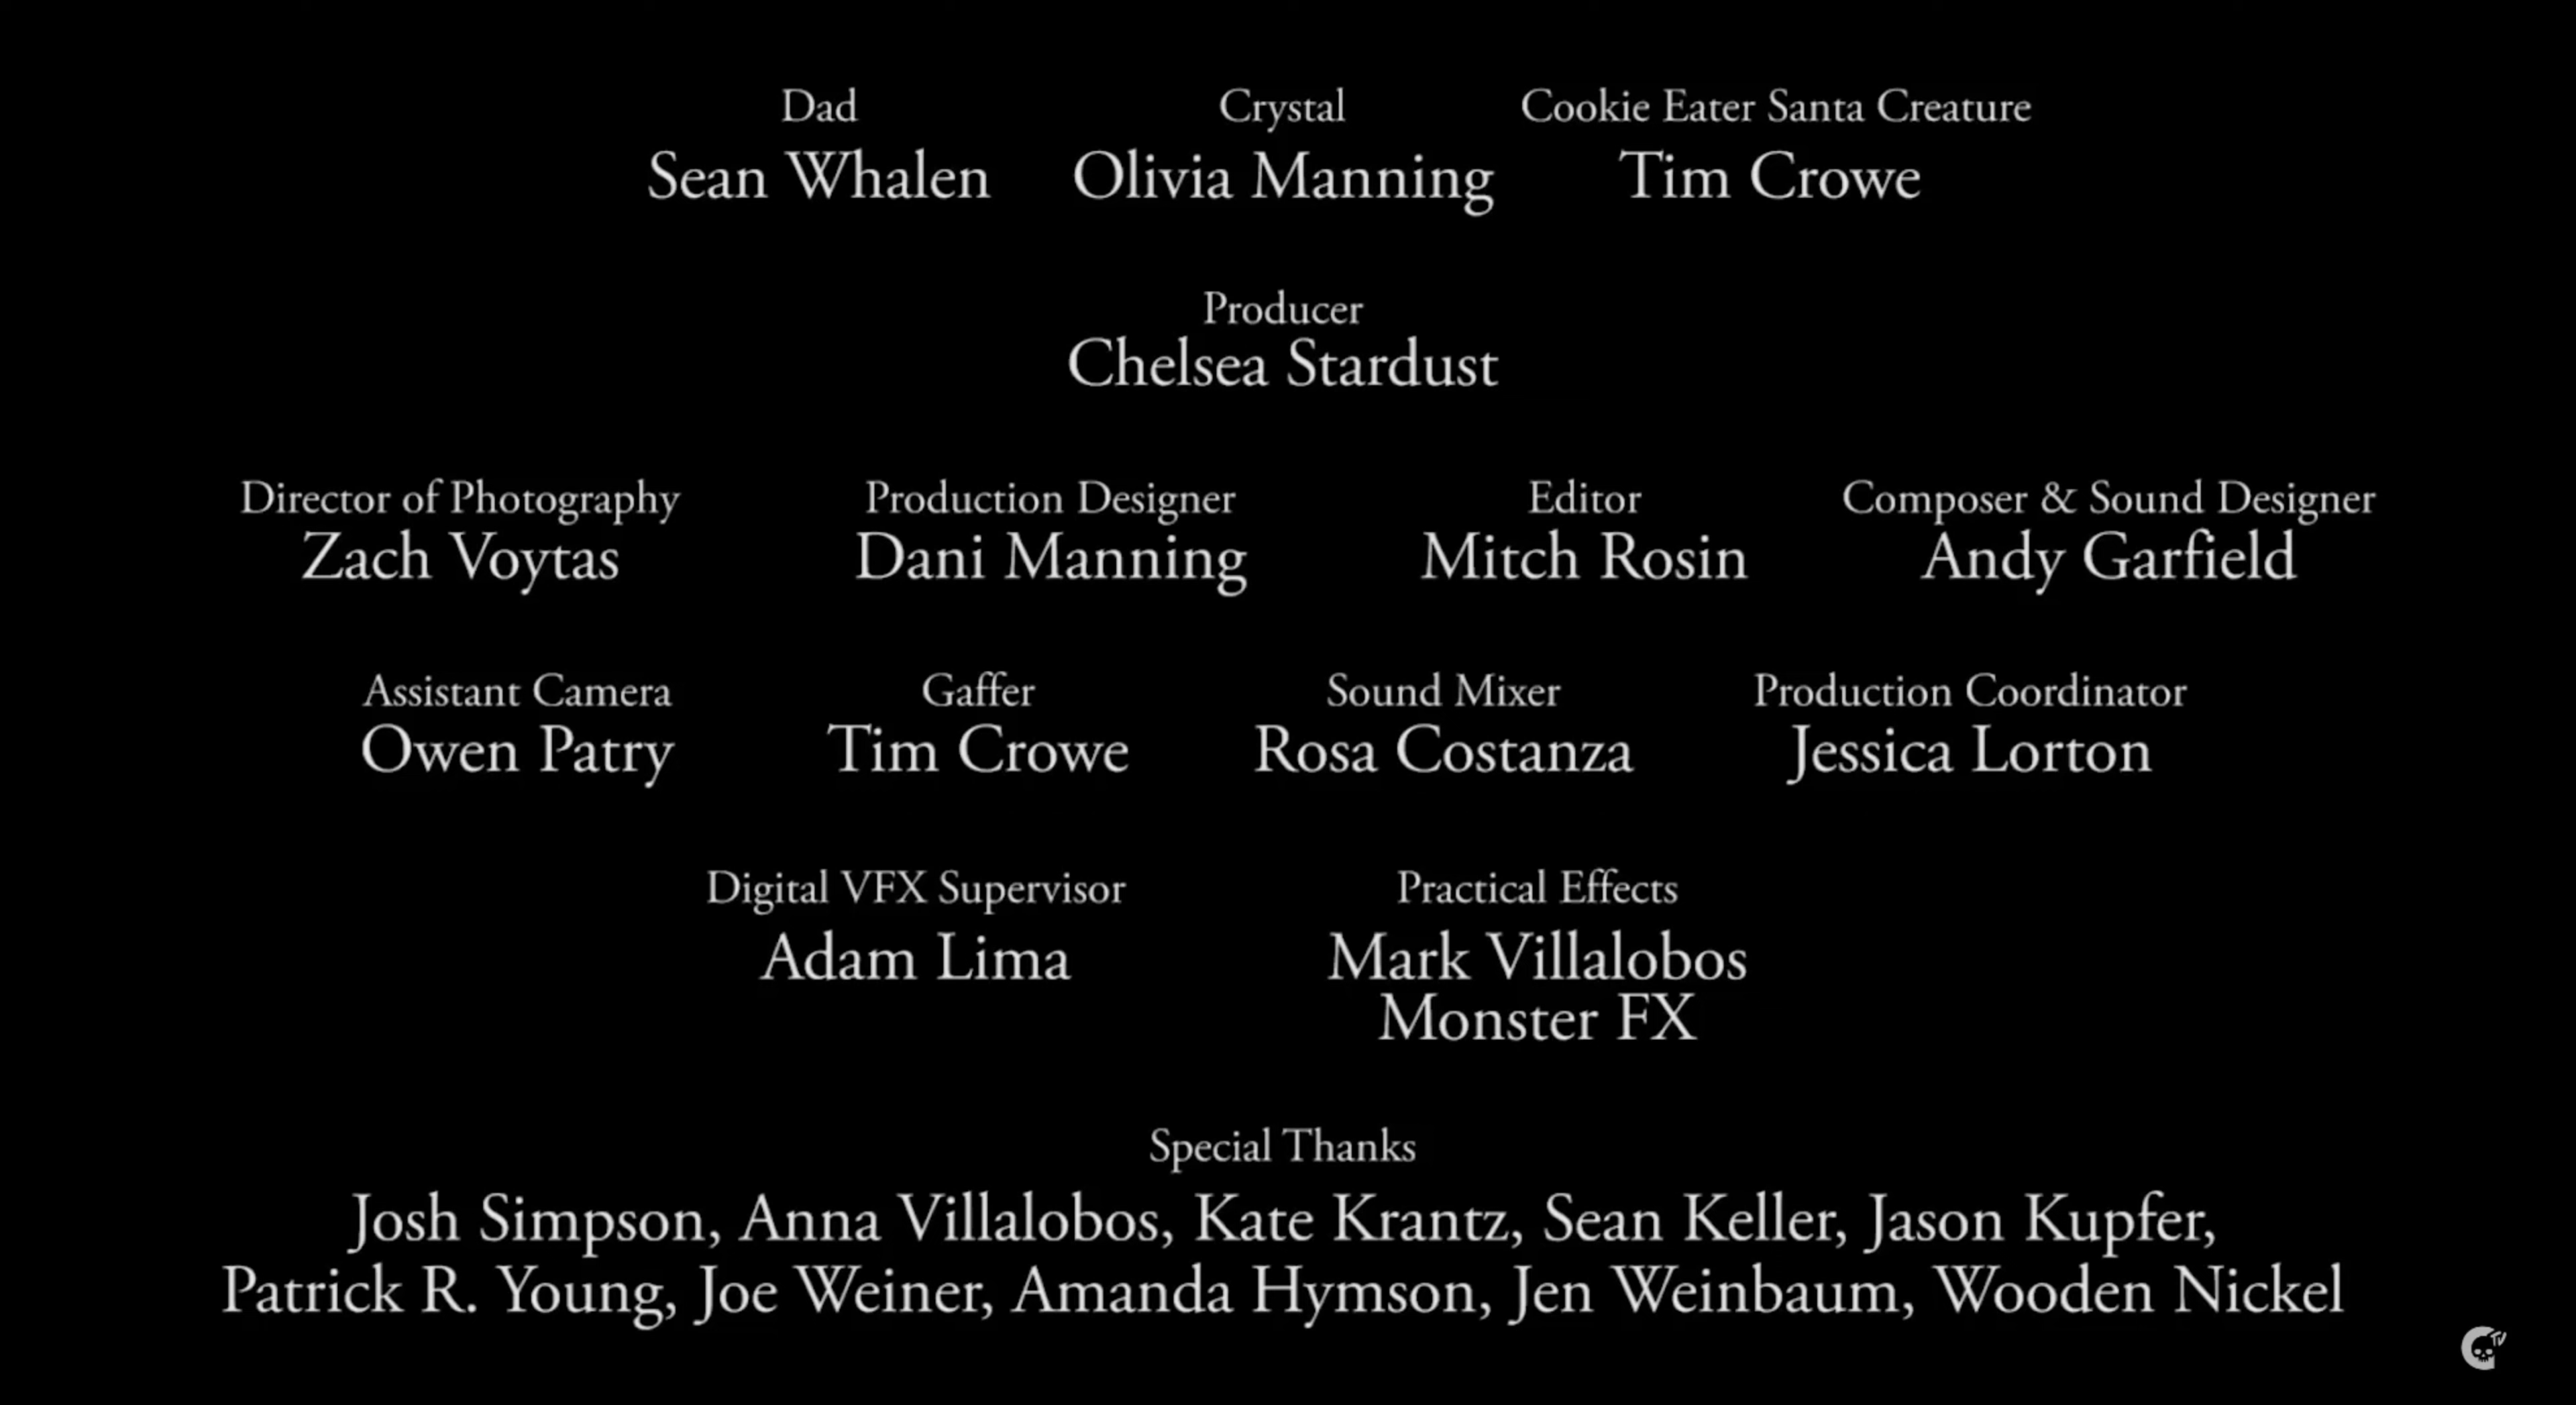 Dad Crystal Cookie Eater Santa Creature
Sean Whalen Olivia Manning Tim Crowe
Producer
Chelsea Stardust
Director of Photography Production Designer Editor Composer & Sound Designer
Zach Voytas Dani Manning Mitch Rosin Andy Garfield
Assistant Camera Gaffer Sound Mixer Production Coordinator
Owen Patry Tim Crowe Rosa Costanza Jessica Lorton
Digital VFX Supervisor Practical Effects
Adam Lima Mark Villalobos
Monster FX
Special Thanks
Josh Simpson, Anna Villalobos, Kate Krantz, Sean Keller, Jason Kupfer,
Patrick R. Young, Joe Weiner, Amanda Hymson, Jen Weinbaum, Wooden Nickel
TV